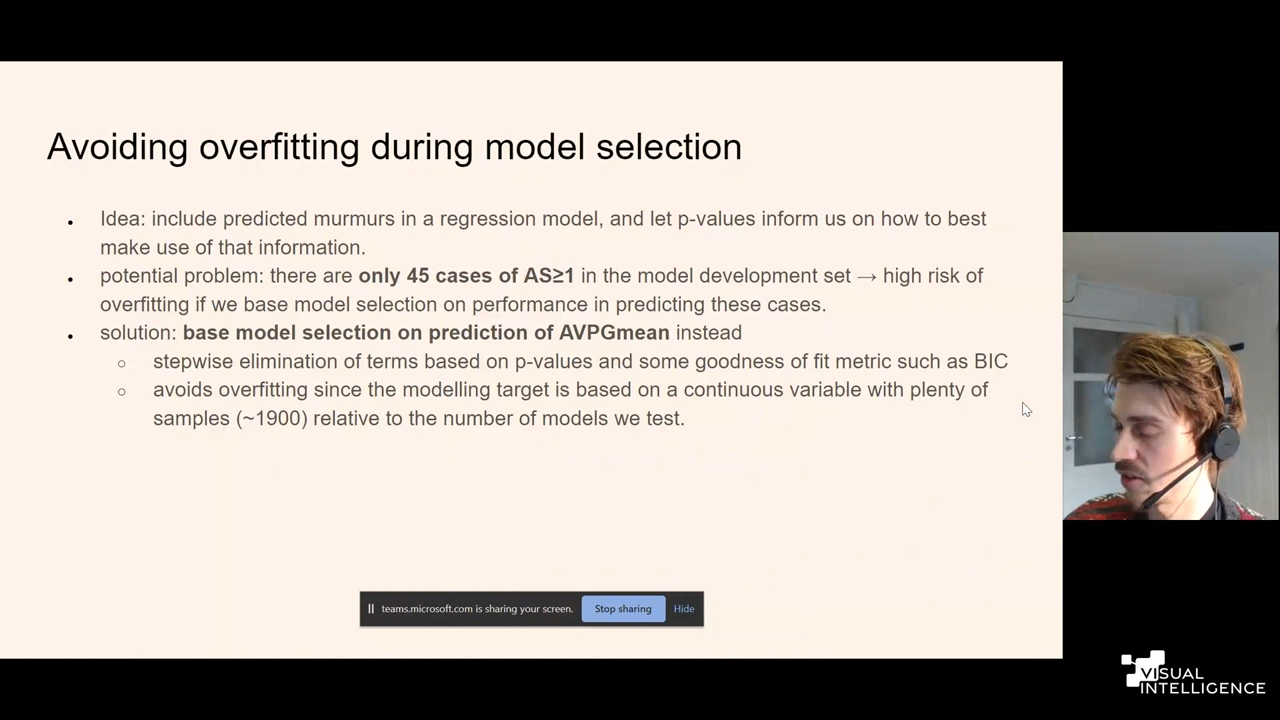 Avoiding overfitting during model selection
• Idea: include predicted murmurs in a regression model, and let p-values inform us on how to best
make use of that information.
• potential problem: there are only 45 cases of AS≥1 in the model development set → high risk of
overfitting if we base model selection on performance in predicting these cases.
• solution: base model selection on prediction of AVPGmean instead
○ stepwise elimination of terms based on p-values and some goodness of fit metric such as BIC
○ avoids overfitting since the modelling target is based on a continuous variable with plenty of
samples (~1900) relative to the number of models we test.
teams.microsoft.com is sharing your screen. Stop sharing Hide
VISUAL
INTELLIGENCE